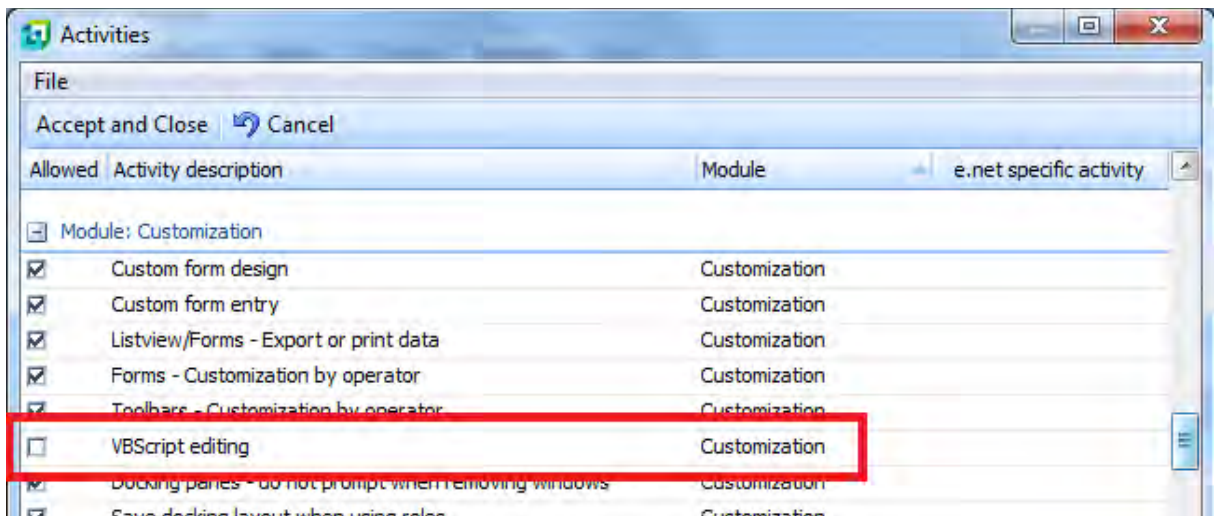 Activities
File
Accept and Close Cancel
Allowed Activity description Module e.net specific activity
Module: Customization
Custom form design Customization
Custom form entry Customization
Listview/Forms - Export or print data Customization
Forms - Customization by operator Customization
Toolbars - Customization by operator Customization
VBScript editing Customization
Docking panes - do not prompt when removing windows Customization
Save docking layout when using roles Customization